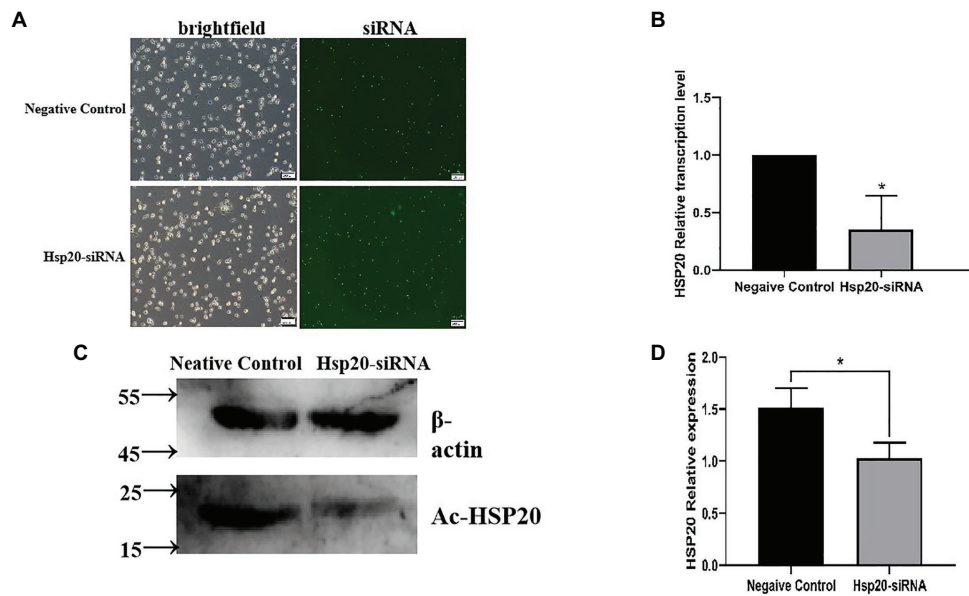 A
brightfield
siRNA
Negative Control
Hsp20-siRNA
B
HSP20 Relative transcription level
1.5
1.0
0.5
0.0
*
Negaive Control
Hsp20-siRNA
C
Neative Control
Hsp20-siRNA
55
45
β-
actin
25
15
Ac-HSP20
D
HSP20 Relative expression
2.0
1.5
1.0
0.5
0.0
*
Negaive Control
Hsp20-siRNA